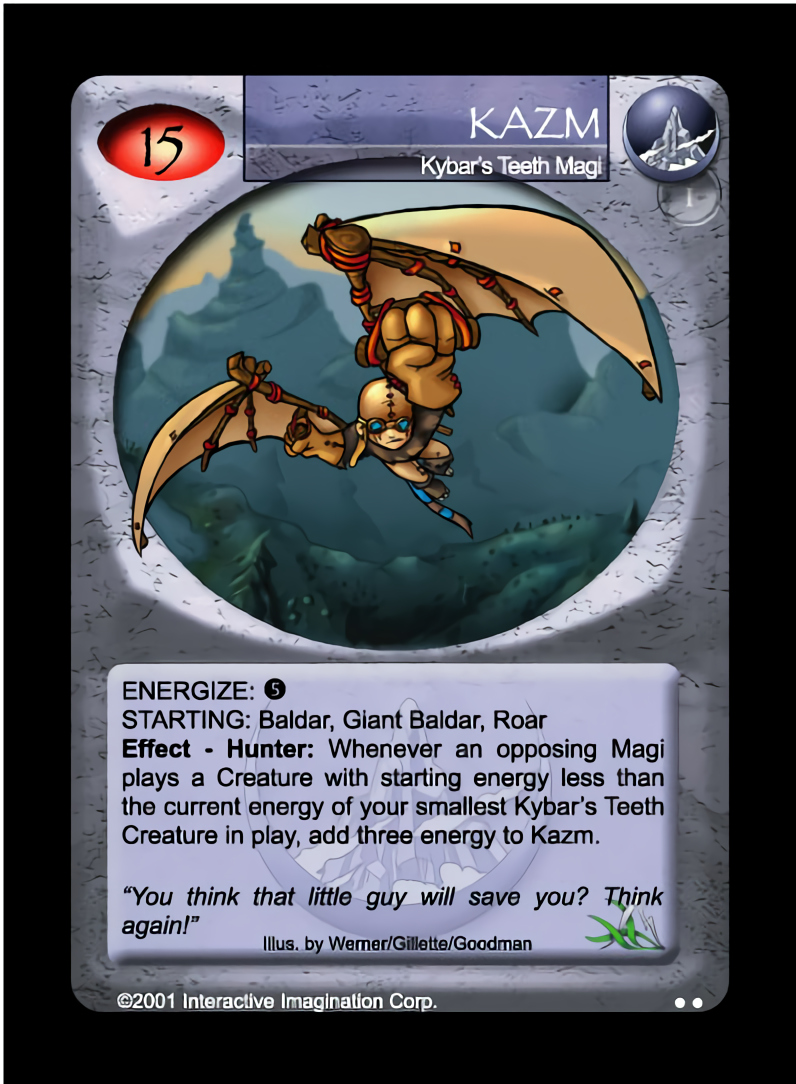 15
KAZM
Kybar's Teeth Magi
I
ENERGIZE: ❺
STARTING: Baldar, Giant Baldar, Roar
Effect - Hunter: Whenever an opposing Magi
plays a Creature with starting energy less than
the current energy of your smallest Kybar's Teeth
Creature in play, add three energy to Kazm.
“You think that little guy will save you? Think
again!”
Illus. by Werner/Gillette/Goodman
©2001 Interactive Imagination Corp.